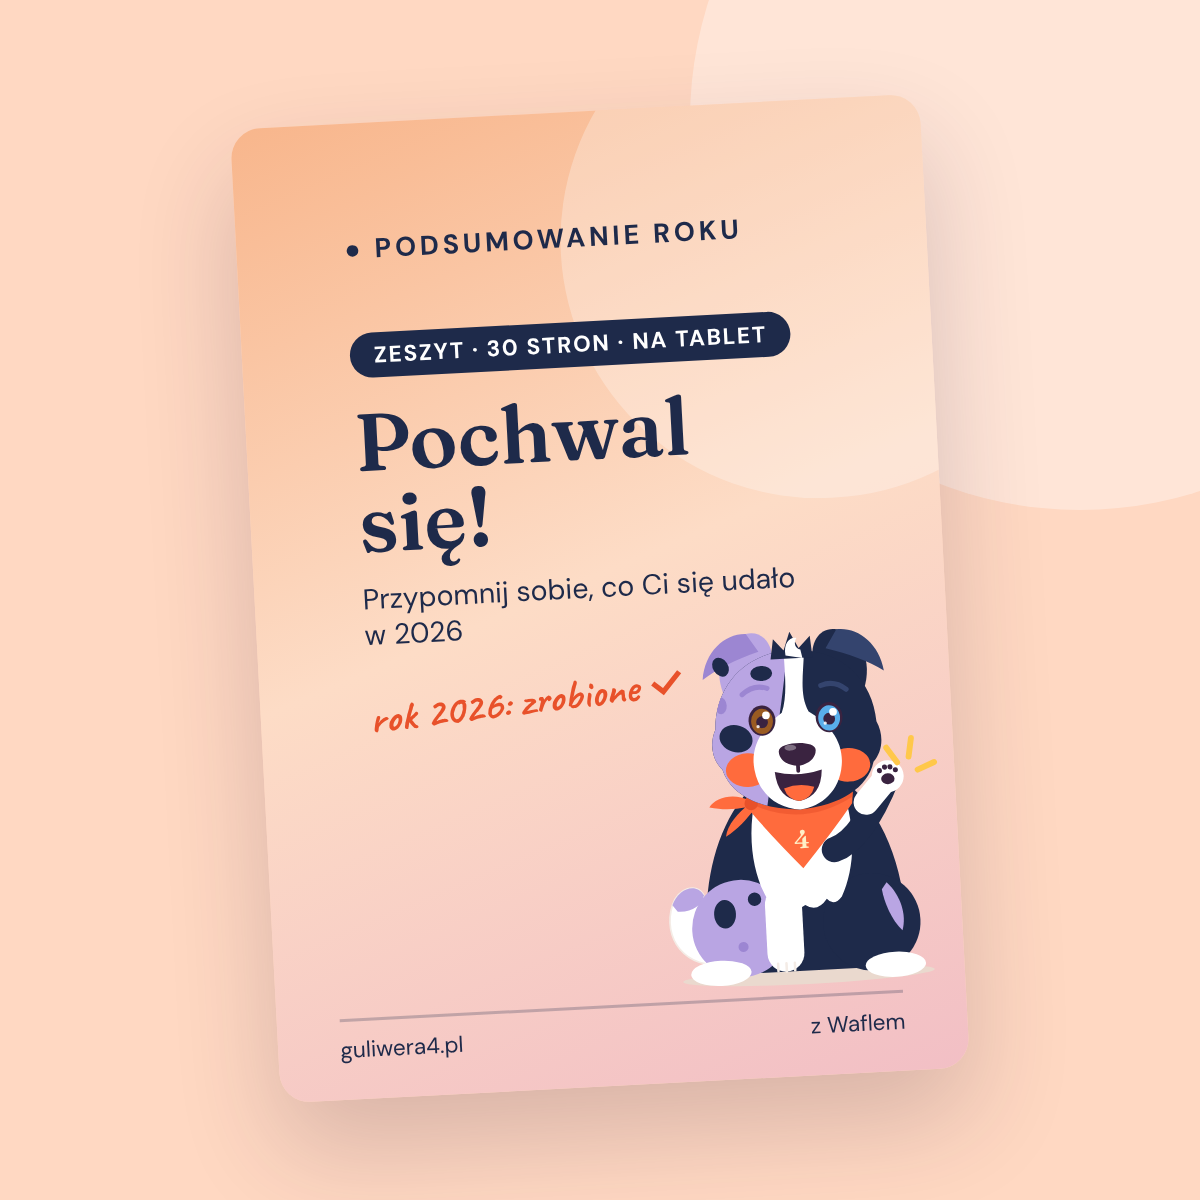 • PODSUMOWANIE ROKU
ZESZYT · 30 STRON · NA TABLET
Pochwal
się!
Przypomnij sobie, co Ci się udało
w 2026
rok 2026: zrobione ✓
4
guliwera4.pl
z Waflem